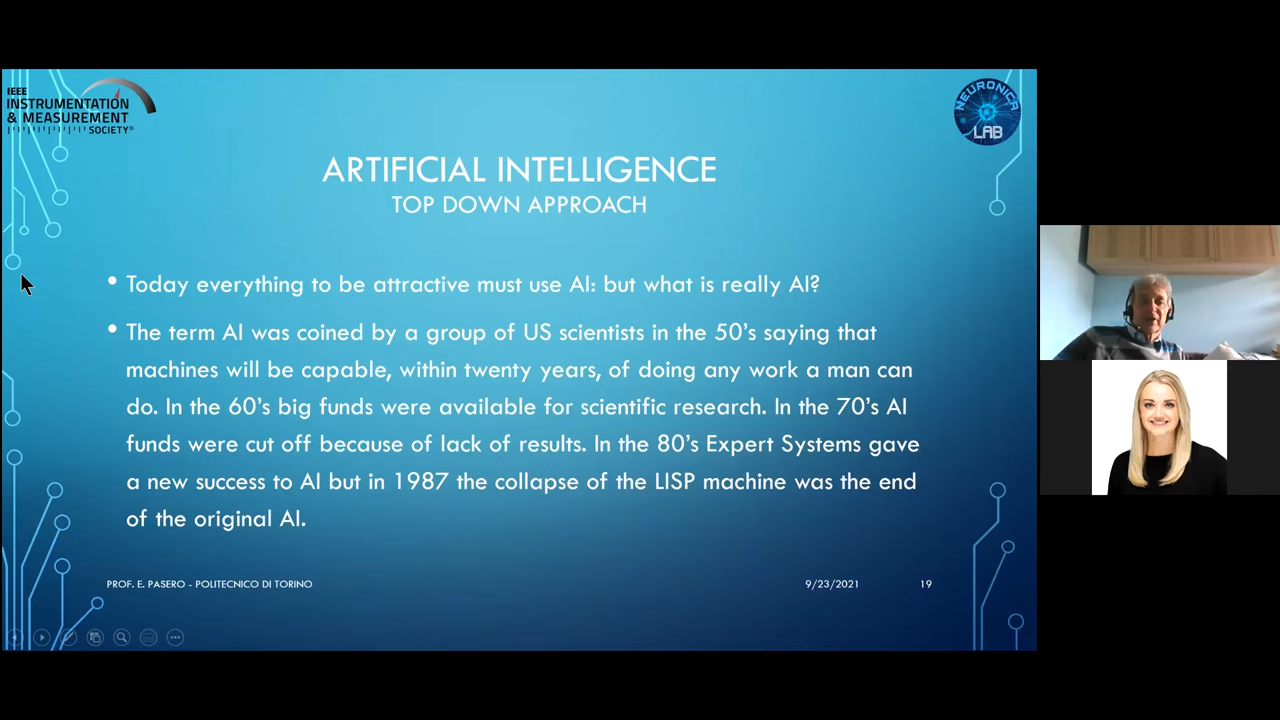 IEEE
INSTRUMENTATION
& MEASUREMENT
SOCIETY®
NEURONICA
LAB
ARTIFICIAL INTELLIGENCE
TOP DOWN APPROACH
• Today everything to be attractive must use AI: but what is really AI?
• The term AI was coined by a group of US scientists in the 50's saying that
machines will be capable, within twenty years, of doing any work a man can
do. In the 60's big funds were available for scientific research. In the 70's AI
funds were cut off because of lack of results. In the 80's Expert Systems gave
a new success to AI but in 1987 the collapse of the LISP machine was the end
of the original AI.
PROF. E. PASERO - POLITECNICO DI TORINO
9/23/2021
19